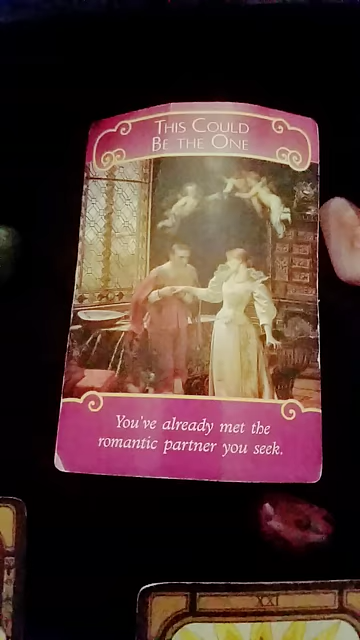 THIS COULD
BE THE ONE
You've already met the
romantic partner you seek.
XXI